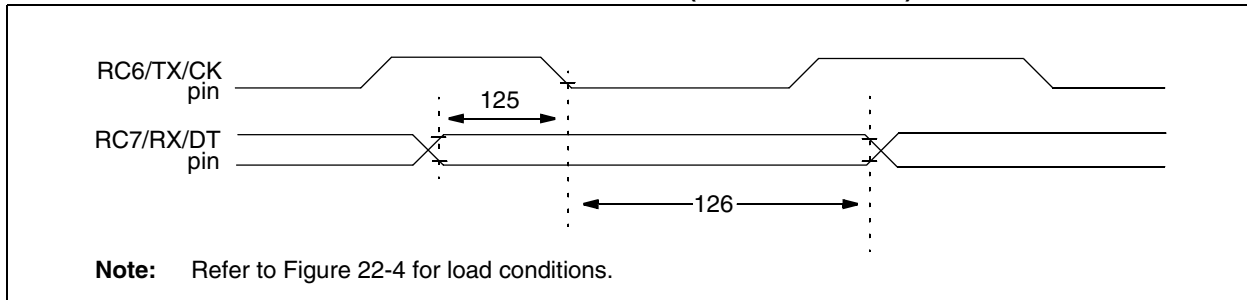 RC6/TX/CK
pin
125
RC7/RX/DT
pin
126
Note: Refer to Figure 22-4 for load conditions.